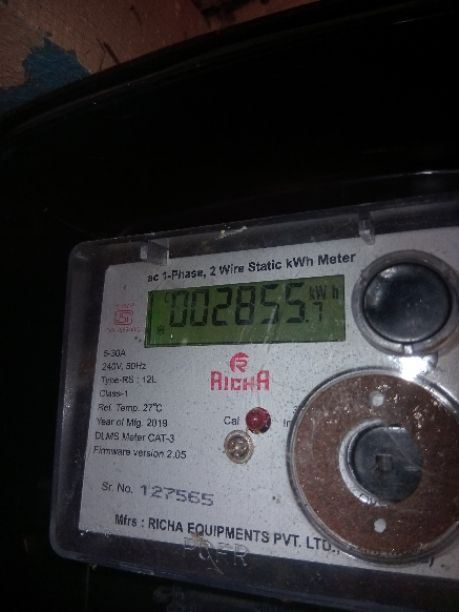 ac 1-Phase, 2 Wire Static kWh Meter
002855.7 kWh
RICHA
5-30A
240V, 50Hz
Type-RS : 12L
Class-1
Ref. Temp. 27°C
Year of Mfg. 2019
DLMS Meter CAT-3
Firmware version 2.05
Cal
Sr. No. 127565
Mfrs : RICHA EQUIPMENTS PVT. LTD.,